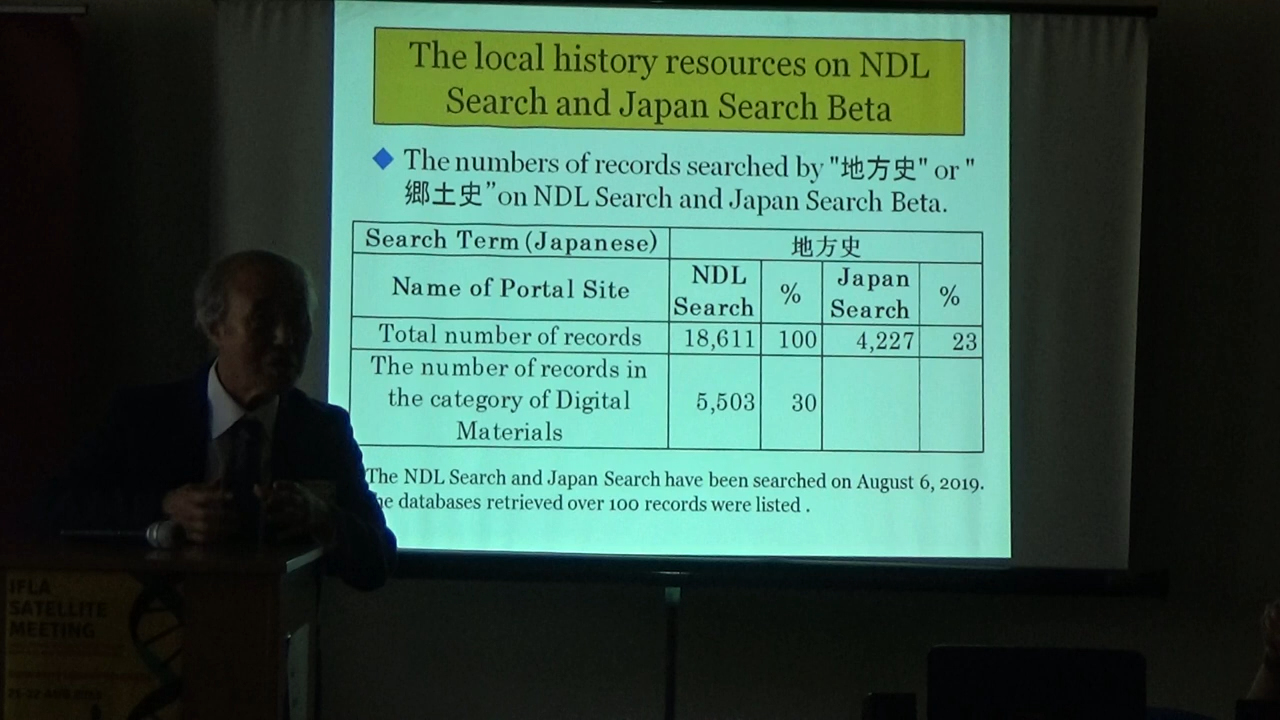 The local history resources on NDL
Search and Japan Search Beta
The numbers of records searched by "地方史" or "
郷土史”on NDL Search and Japan Search Beta.
Search Term (Japanese) 地方史
Name of Portal Site NDL Search % Japan Search %
Total number of records 18,611 100 4,227 23
The number of records in
the category of Digital 5,503 30
Materials
The NDL Search and Japan Search have been searched on August 6, 2019.
databases retrieved over 100 records were listed .
IFLA
SATELLITE
MEETING